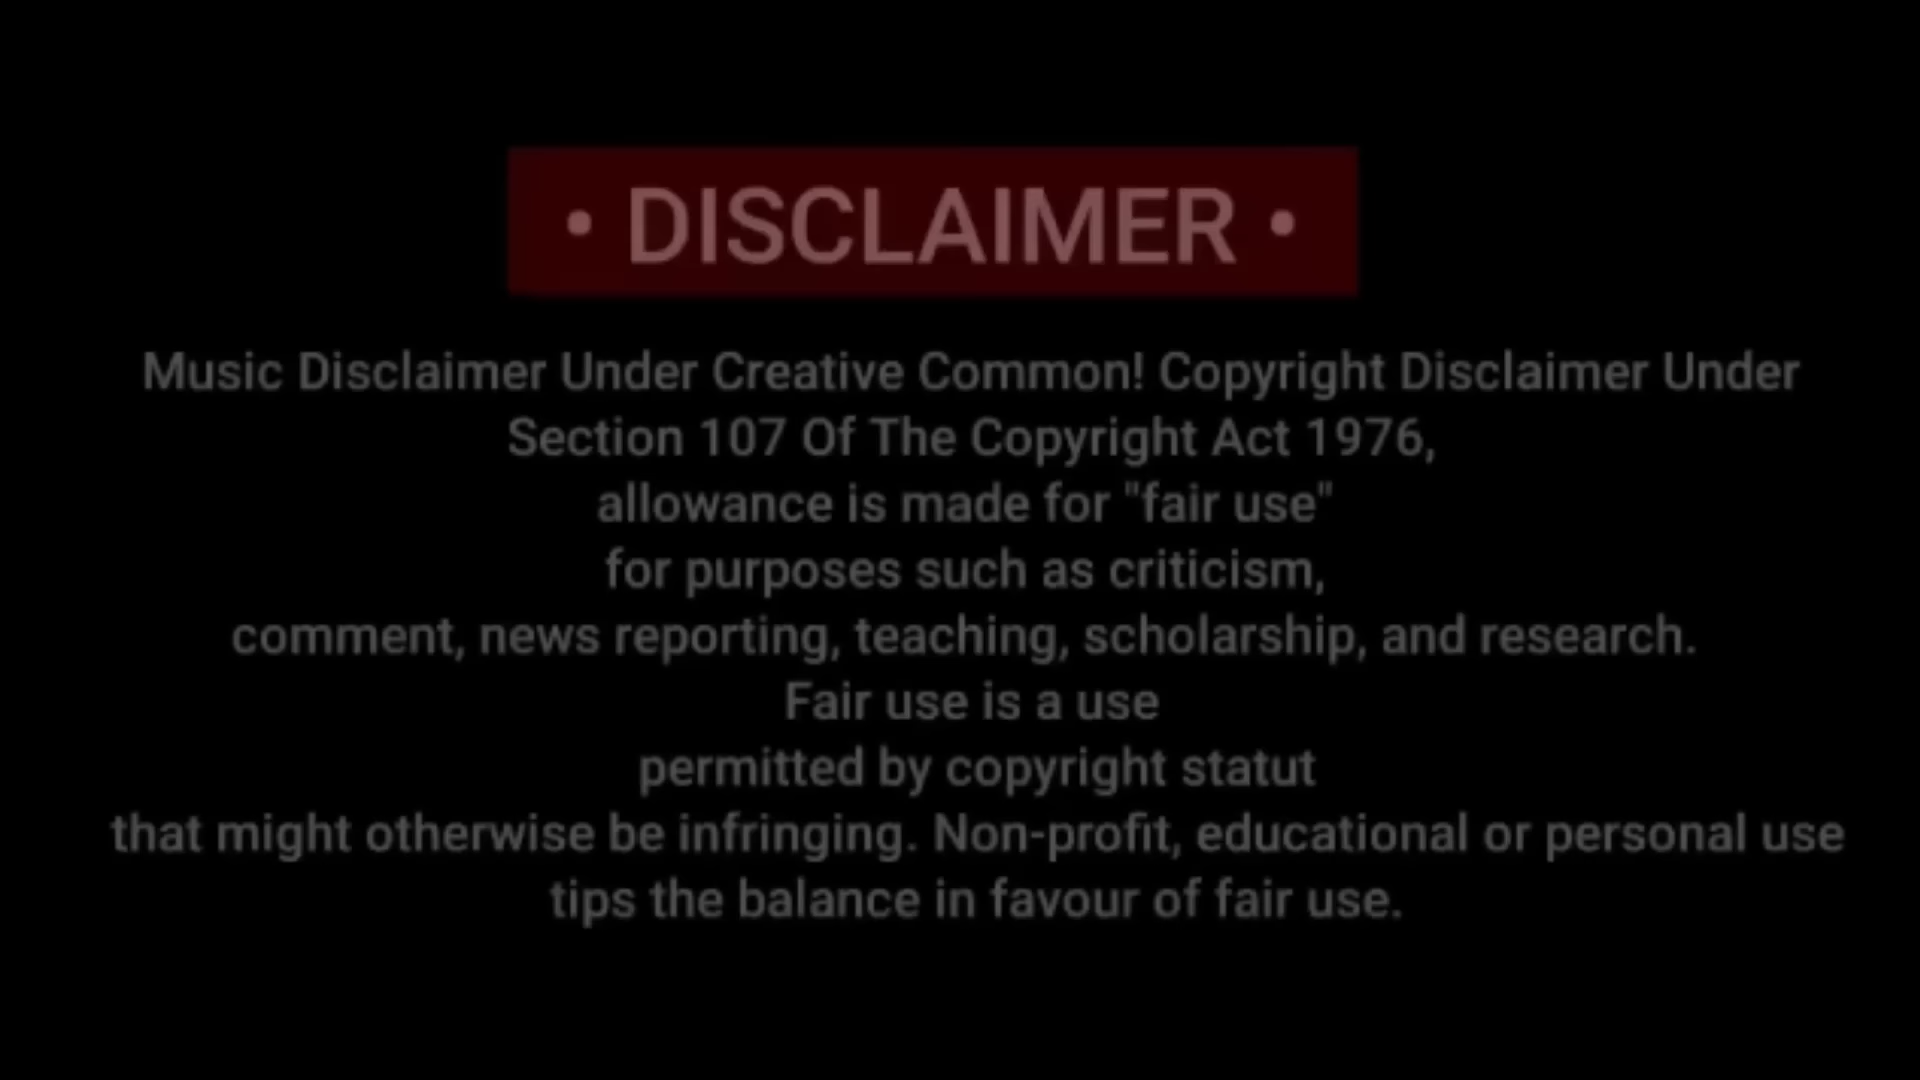 • DISCLAIMER •
Music Disclaimer Under Creative Common! Copyright Disclaimer Under
Section 107 Of The Copyright Act 1976,
allowance is made for "fair use"
for purposes such as criticism,
comment, news reporting, teaching, scholarship, and research.
Fair use is a use
permitted by copyright statut
that might otherwise be infringing. Non-profit, educational or personal use
tips the balance in favour of fair use.